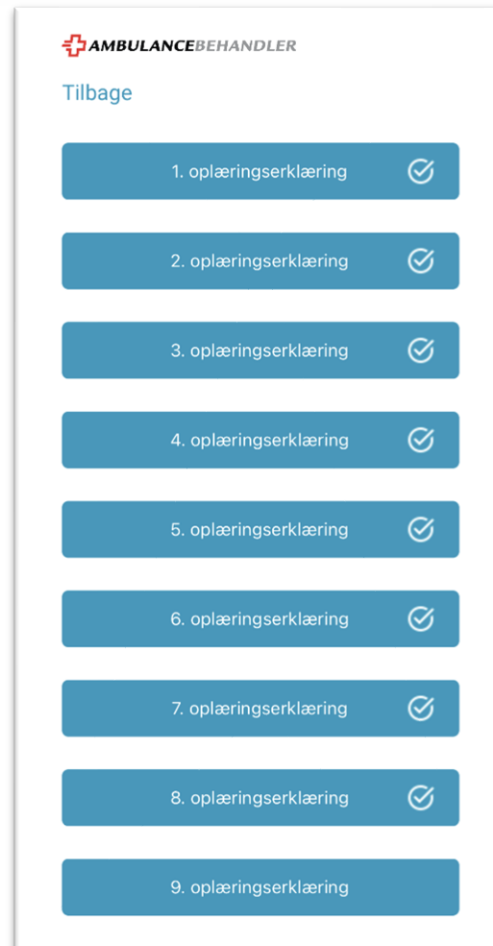 AMBULANCEBEHANDLER
Tilbage
1. oplæringserklæring
2. oplæringserklæring
3. oplæringserklæring
4. oplæringserklæring
5. oplæringserklæring
6. oplæringserklæring
7. oplæringserklæring
8. oplæringserklæring
9. oplæringserklæring